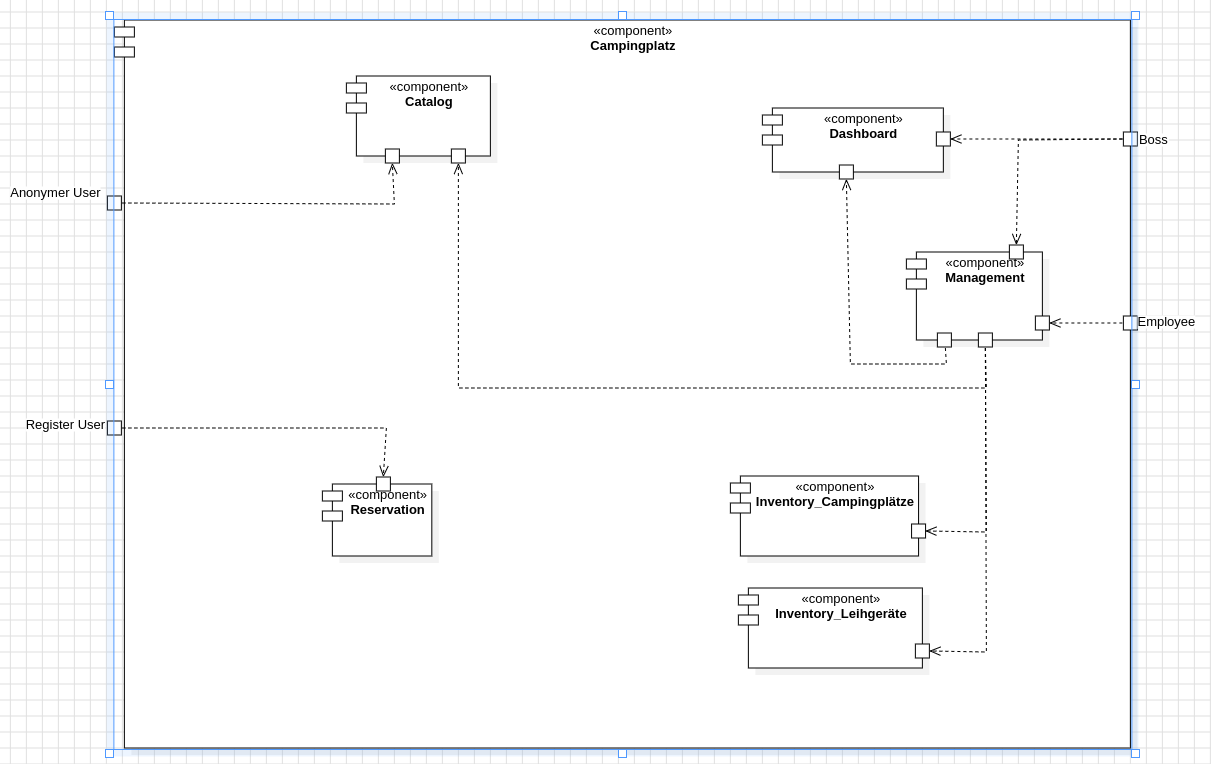 «component»
Campingplatz
«component»
Catalog
«component»
Dashboard
Boss
Anonymer User
«component»
Management
Employee
Register User
«component»
Reservation
«component»
Inventory_Campingplätze
«component»
Inventory_Leihgeräte